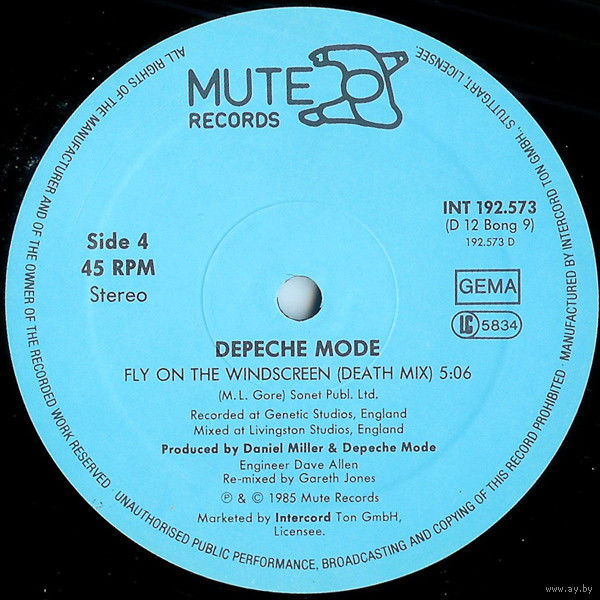 MUTE
RECORDS
Side 4
45 RPM
Stereo
INT 192.573
(D 12 Bong 9)
192.573 D
GEMA
LC 5834
DEPECHE MODE
FLY ON THE WINDSCREEN (DEATH MIX) 5:06
(M.L. Gore) Sonet Publ. Ltd.
Recorded at Genetic Studios, England
Mixed at Livingston Studios, England
Produced by Daniel Miller & Depeche Mode
Engineer Dave Allen
Re-mixed by Gareth Jones
℗ & © 1985 Mute Records
Marketed by Intercord Ton GmbH,
Licensee.
ALL RIGHTS OF THE MANUFACTURER AND OF THE OWNER OF THE RECORDED WORK RESERVED UNAUTHORISED PUBLIC PERFORMANCE, BROADCASTING AND COPYING OF THIS RECORD PROHIBITED · MANUFACTURED BY INTERCORD TON GMBH, STUTTGART, LICENSEE.
www.ay.by